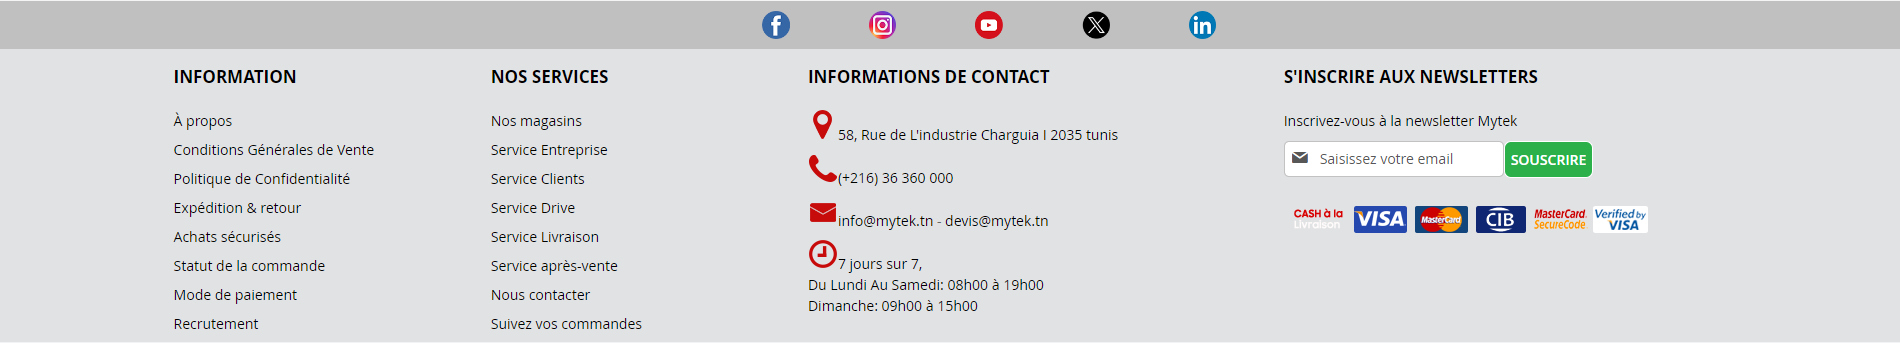 INFORMATION
À propos
Conditions Générales de Vente
Politique de Confidentialité
Expédition & retour
Achats sécurisés
Statut de la commande
Mode de paiement
Recrutement
NOS SERVICES
Nos magasins
Service Entreprise
Service Clients
Service Drive
Service Livraison
Service après-vente
Nous contacter
Suivez vos commandes
INFORMATIONS DE CONTACT
58, Rue de L'industrie Charguia I 2035 tunis
(+216) 36 360 000
info@mytek.tn - devis@mytek.tn
7 jours sur 7,
Du Lundi Au Samedi: 08h00 à 19h00
Dimanche: 09h00 à 15h00
S'INSCRIRE AUX NEWSLETTERS
Inscrivez-vous à la newsletter Mytek
Saisissez votre email
SOUSCRIRE
CASH à la
Livraison
VISA
MasterCard
CIB
MasterCard.
SecureCode
Verified by
VISA